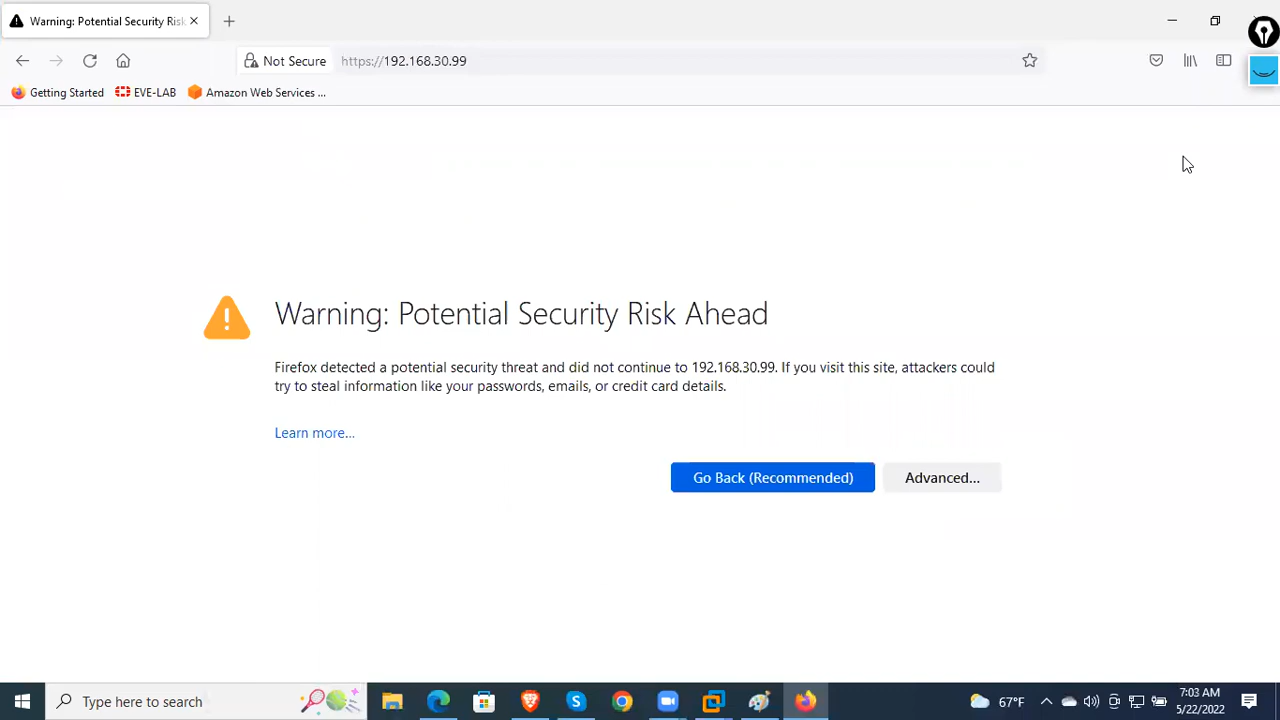 Warning: Potential Security Risk
Not Secure https://192.168.30.99
Getting Started EVE-LAB Amazon Web Services ...
Warning: Potential Security Risk Ahead
Firefox detected a potential security threat and did not continue to 192.168.30.99. If you visit this site, attackers could
try to steal information like your passwords, emails, or credit card details.
Learn more...
Go Back (Recommended) Advanced...
Type here to search
67°F
7:03 AM
5/22/2022